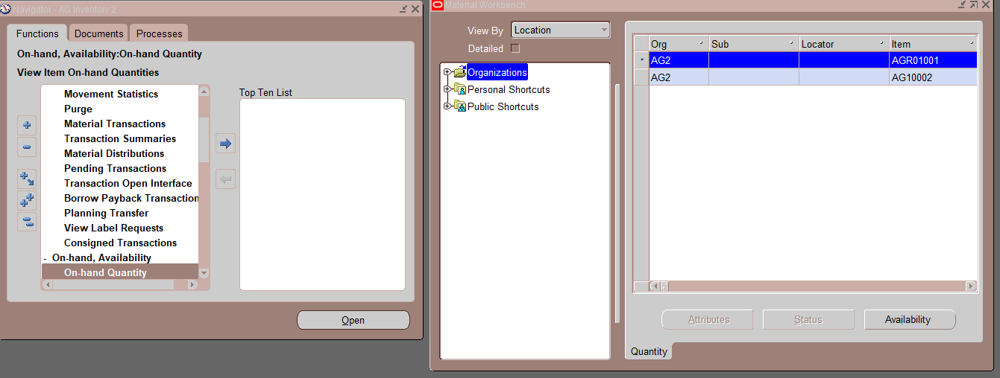 Navigator - AG Inventory 2
Functions
Documents
Processes
On-hand, Availability:On-hand Quantity
View Item On-hand Quantities
Movement Statistics
Purge
Material Transactions
Transaction Summaries
Material Distributions
Pending Transactions
Transaction Open Interface
Borrow Payback Transaction
Planning Transfer
View Label Requests
Consigned Transactions
- On-hand, Availability
On-hand Quantity
Top Ten List
Open
Material Workbench
View By Location
Detailed
Organizations
Personal Shortcuts
Public Shortcuts
Org Sub Locator Item
AG2 AGR01001
AG2 AG10002
Attributes Status Availability
Quantity